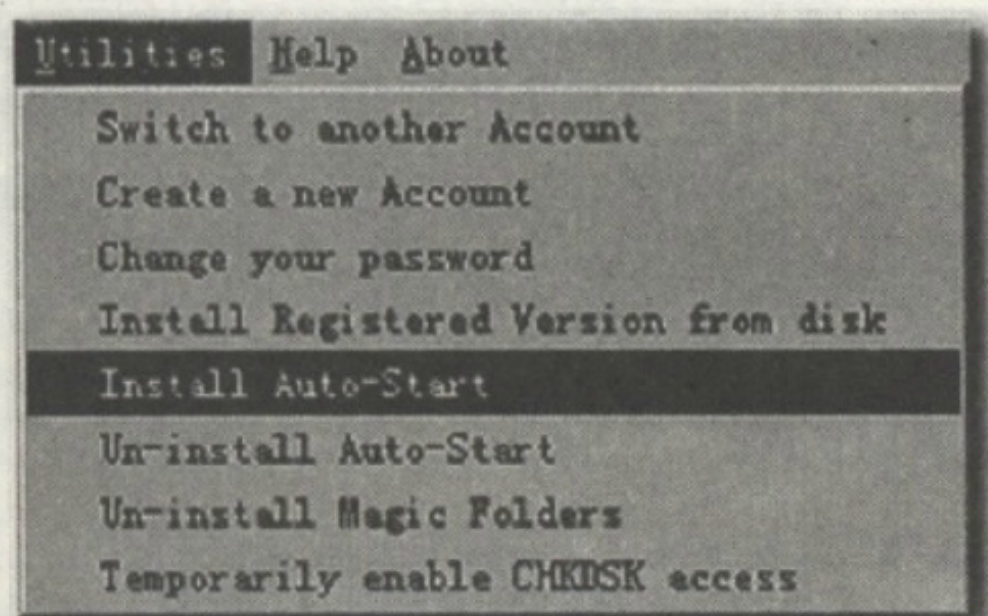 Utilities Help About
Switch to another Account
Create a new Account
Change your password
Install Registered Version from disk
Install Auto-Start
Un-install Auto-Start
Un-install Magic Folders
Temporarily enable CHKDSK access